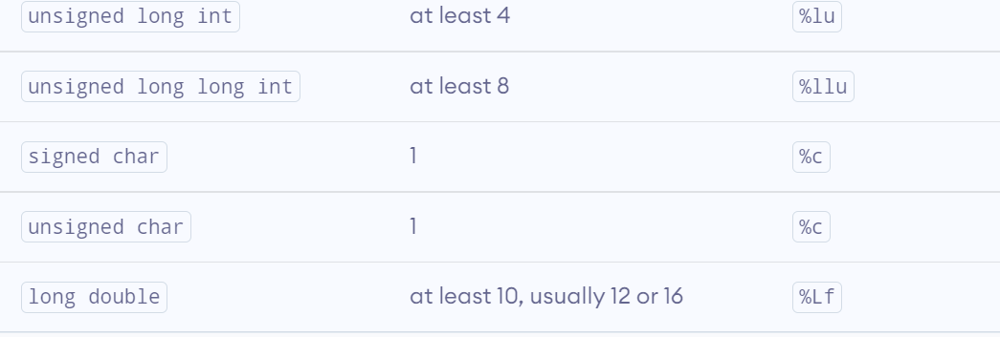 unsigned long int at least 4 %lu
unsigned long long int at least 8 %llu
signed char 1 %c
unsigned char 1 %c
long double at least 10, usually 12 or 16 %Lf